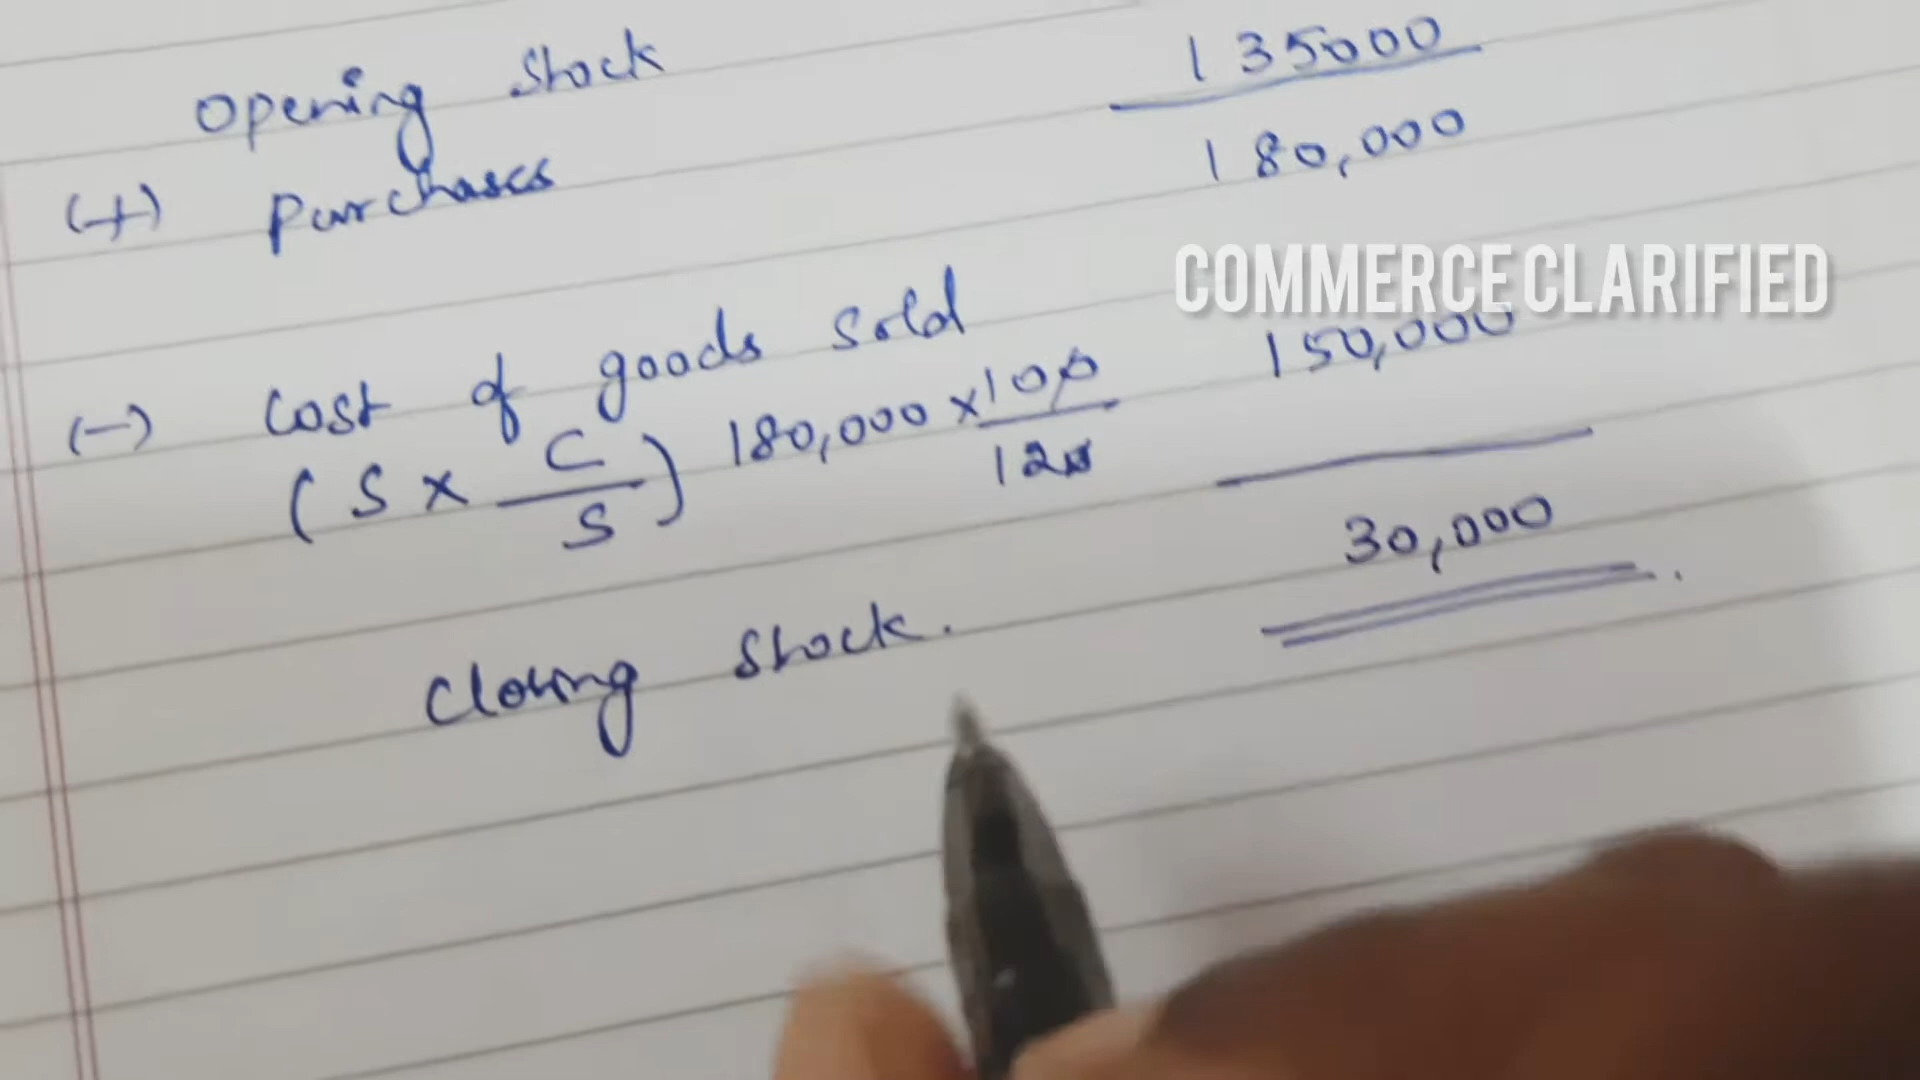 Opening Stock 135000
(+) Purchases 180,000
COMMERCE CLARIFIED
(-) Cost of goods sold 150,000
(S × C/S) 180,000 × 100/120
30,000
Closing Stock.